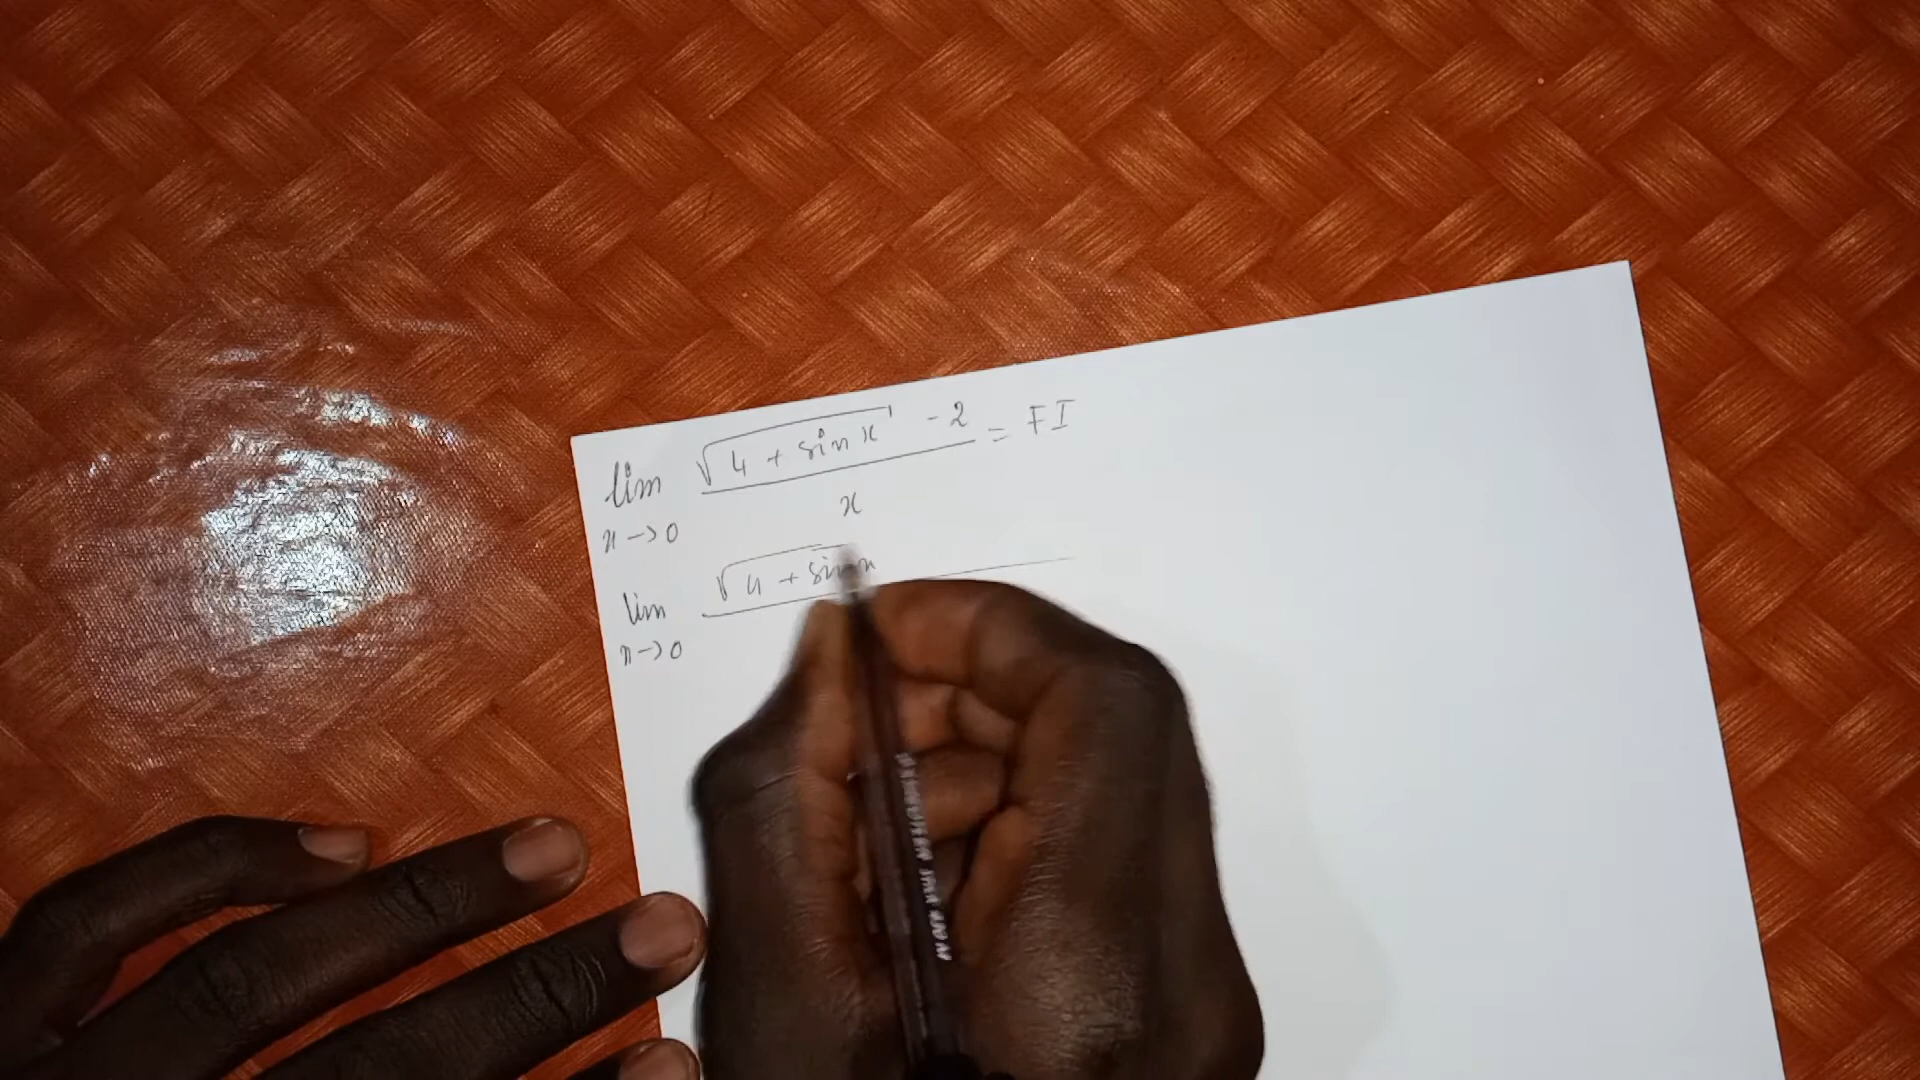 lim √(4 + sin x) - 2 = FI
x
x → 0
√(4 + sin x
lim
x → 0